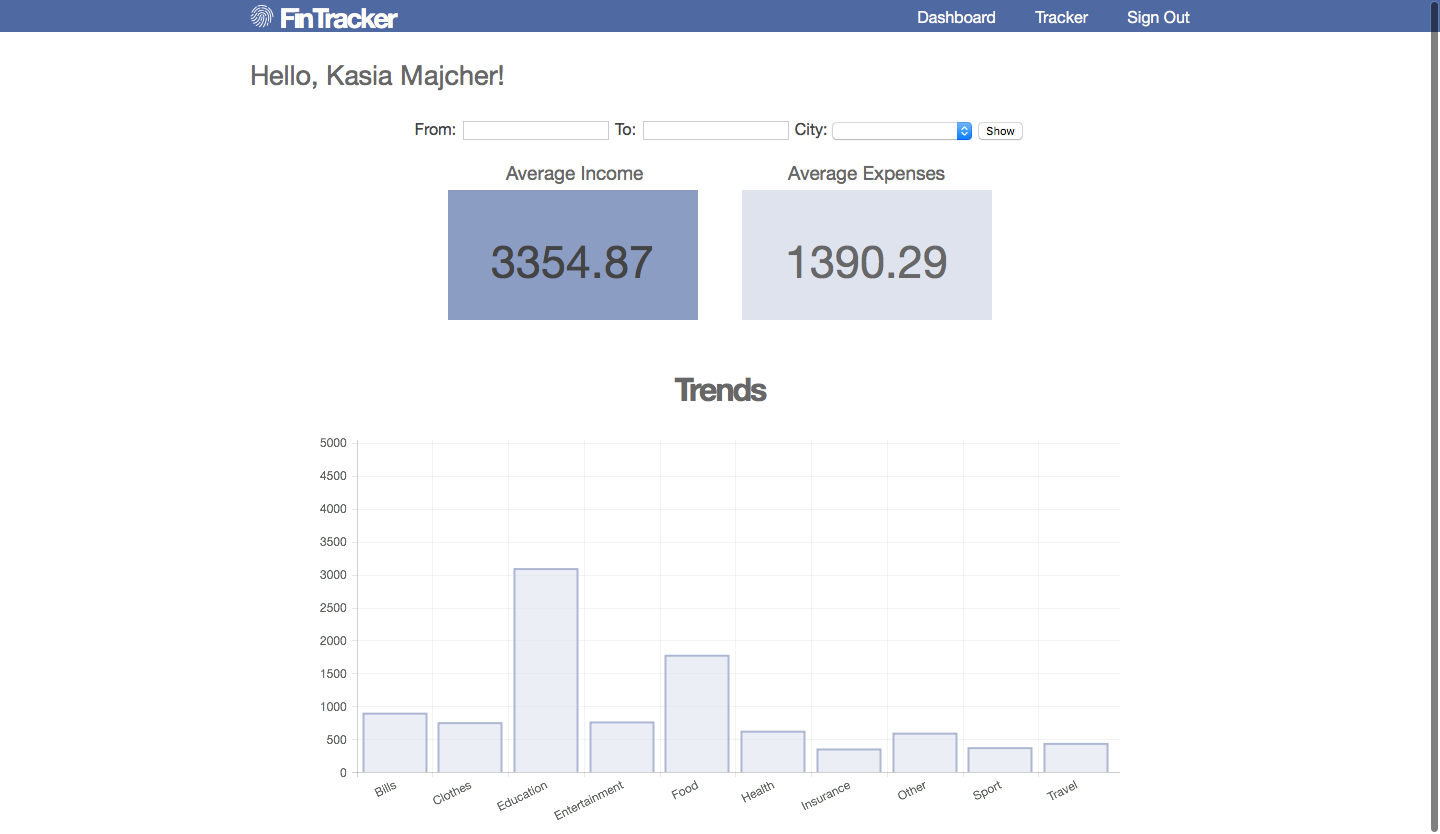 FinTracker Dashboard Tracker Sign Out
Hello, Kasia Majcher!
From: To: City: Show
Average Income Average Expenses
3354.87 1390.29
Trends
5000
4500
4000
3500
3000
2500
2000
1500
1000
500
0
Bills Clothes Education Entertainment Food Health Insurance Other Sport Travel